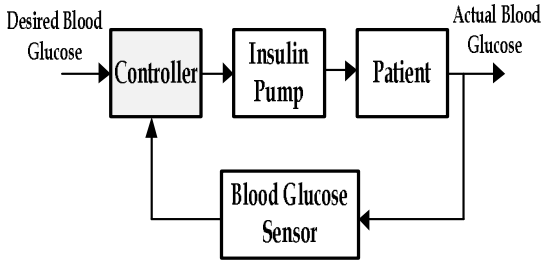 Desired Blood
Glucose
Controller
Insulin
Pump
Patient
Actual Blood
Glucose
Blood Glucose
Sensor